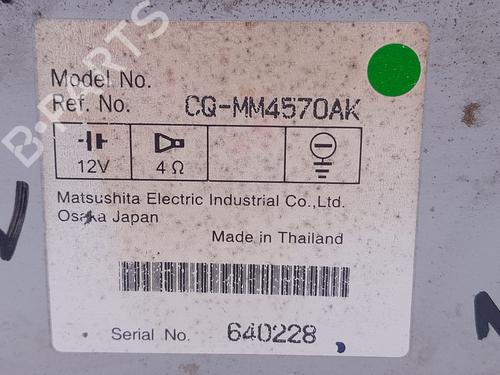 B-PARTS
Model No.
Ref. No. CQ-MM4570AK
12V 4 Ω
Matsushita Electric Industrial Co.,Ltd.
Osaka Japan
Made in Thailand
Serial No. 640228